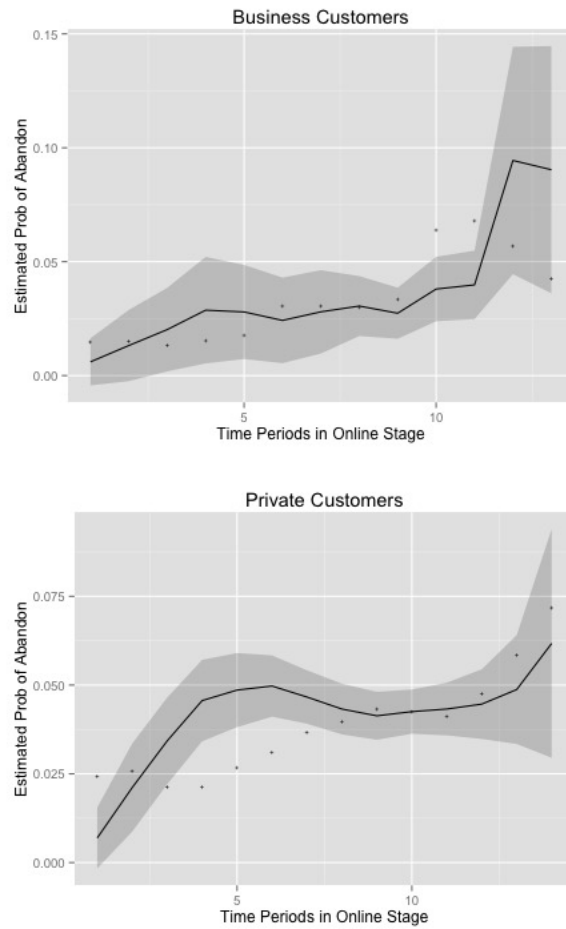 Business Customers
0.15
0.10
0.05
0.00
Estimated Prob of Abandon
5
10
Time Periods in Online Stage
Private Customers
0.075
0.050
0.025
0.000
Estimated Prob of Abandon
5
10
Time Periods in Online Stage